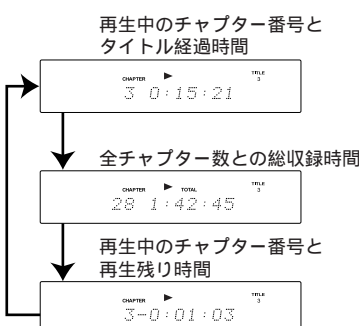 再生中のチャプター番号と
タイトル経過時間
CHAPTER TITLE
3
3 0:15:21
全チャプター数との総収録時間
CHAPTER TOTAL TITLE
3
28 1:42:45
再生中のチャプター番号と
再生残り時間
CHAPTER TITLE
3
3-0:01:03